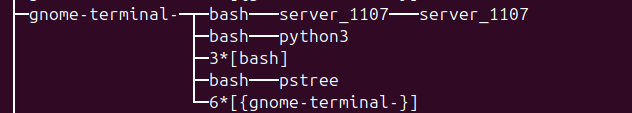 ├─gnome-terminal-─┬─bash───server_1107───server_1107
├─bash───python3
├─3*[bash]
├─bash───pstree
└─6*[{gnome-terminal-}]